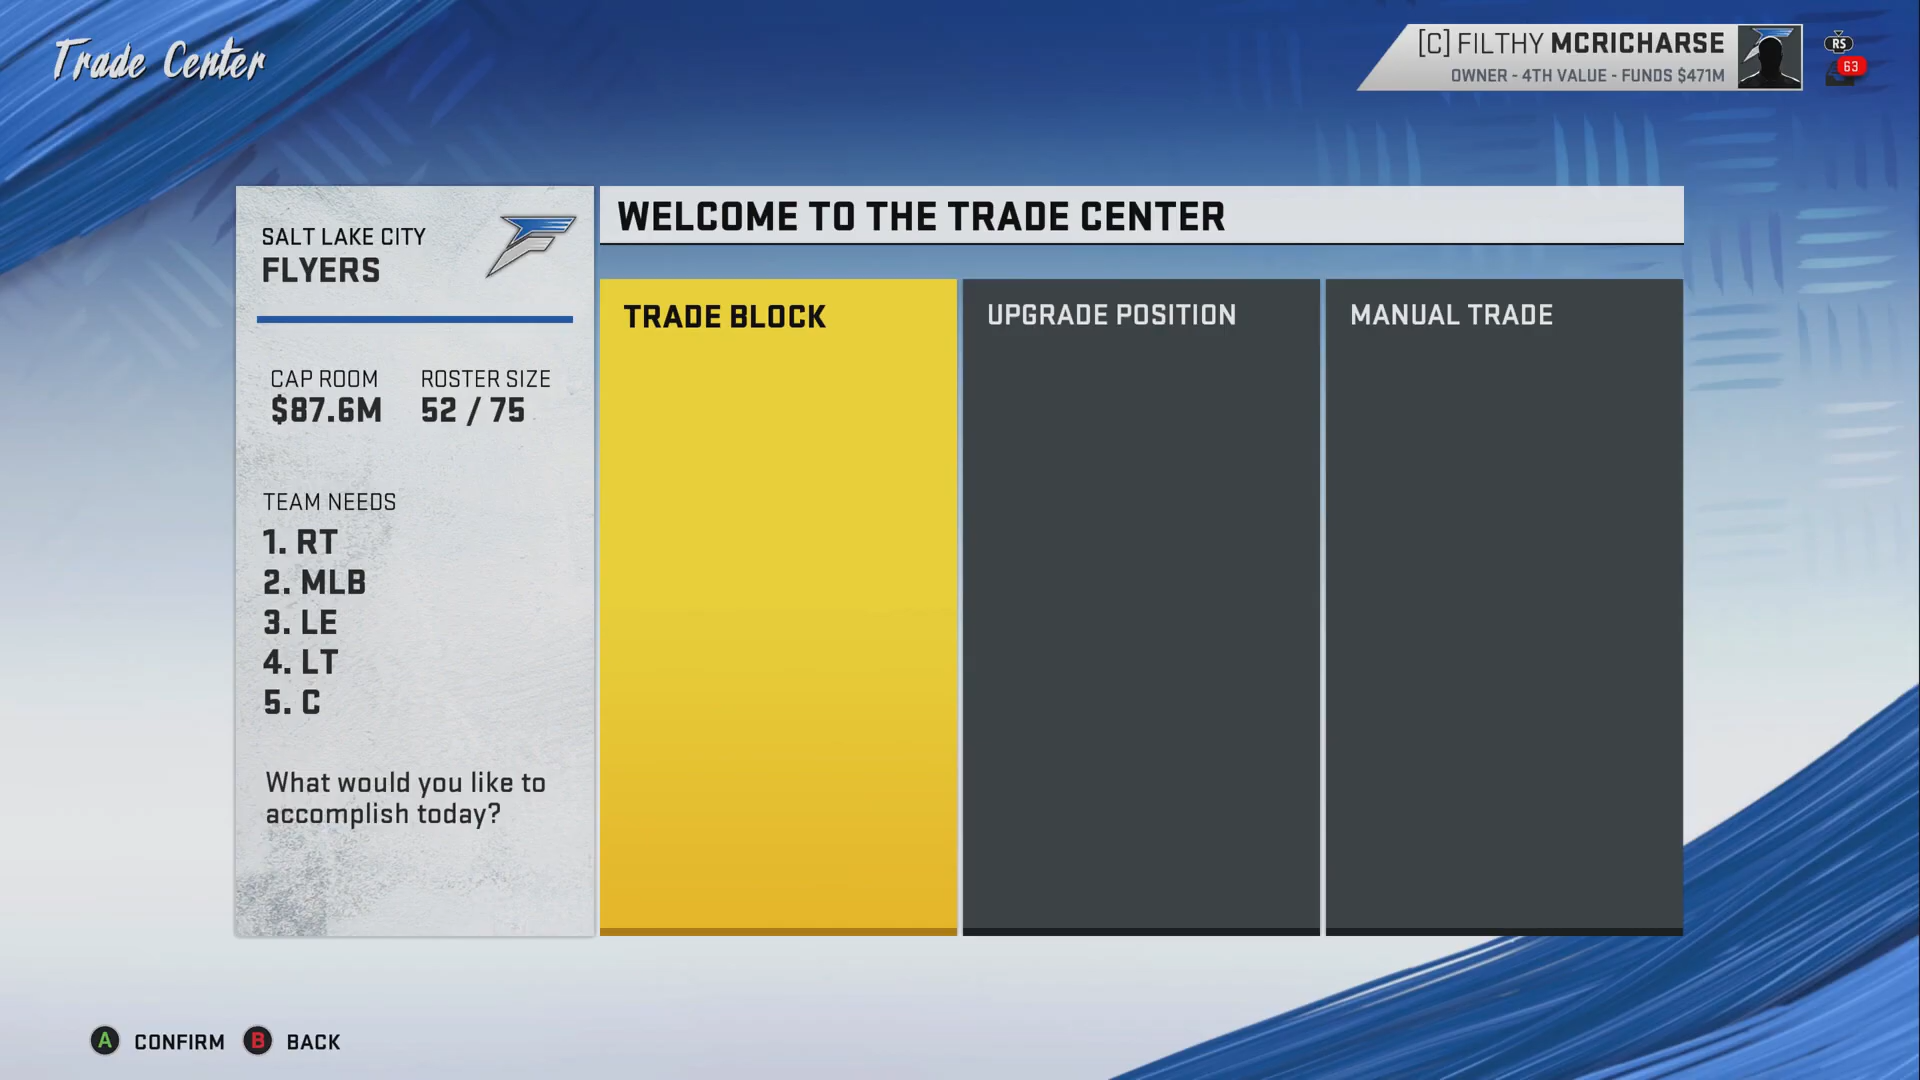 Trade Center
[C] FILTHY MCRICHARSE
OWNER - 4TH VALUE - FUNDS $471M
RS
63
SALT LAKE CITY
FLYERS
CAP ROOM
$87.6M
ROSTER SIZE
52 / 75
TEAM NEEDS
1. RT
2. MLB
3. LE
4. LT
5. C
What would you like to
accomplish today?
WELCOME TO THE TRADE CENTER
TRADE BLOCK
UPGRADE POSITION
MANUAL TRADE
A CONFIRM B BACK